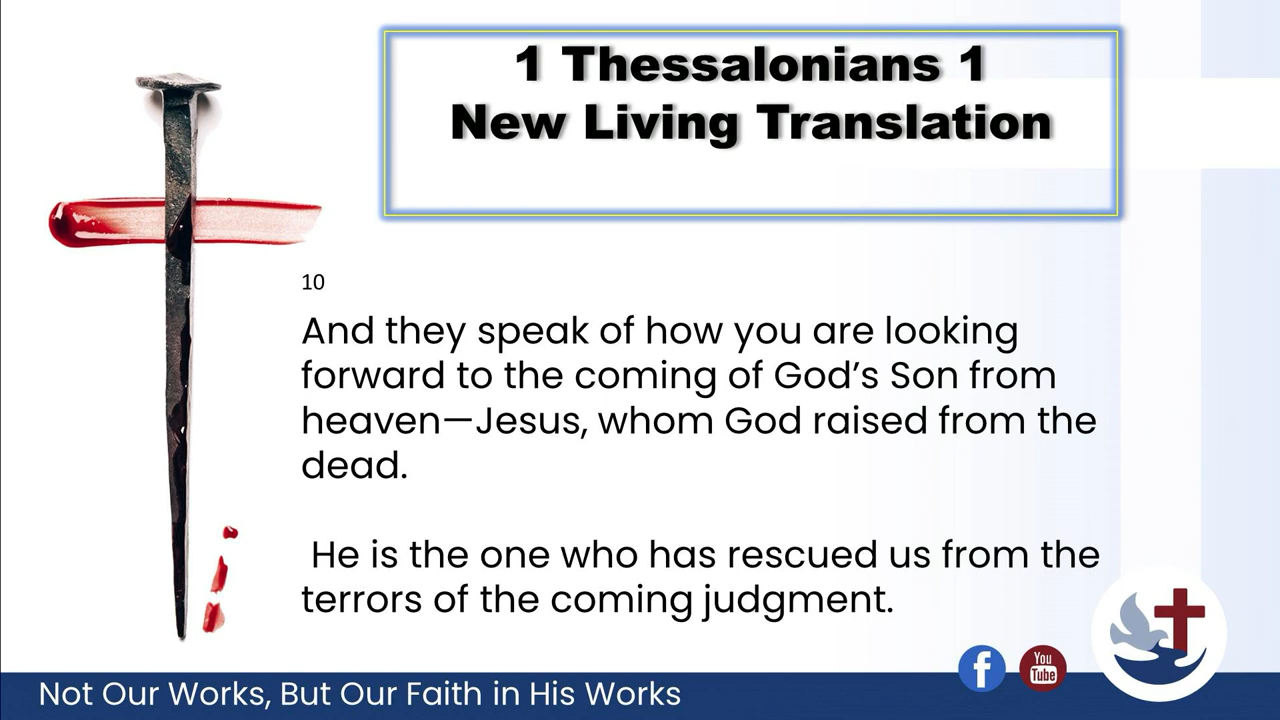 1 Thessalonians 1
New Living Translation
10
And they speak of how you are looking
forward to the coming of God’s Son from
heaven—Jesus, whom God raised from the
dead.
He is the one who has rescued us from the
terrors of the coming judgment.
f
You
Tube
Not Our Works, But Our Faith in His Works